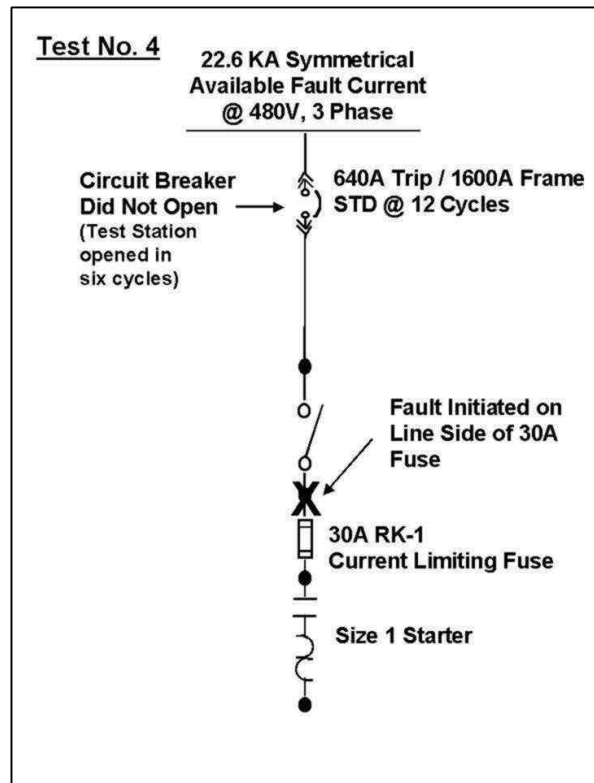 Test No. 4
22.6 KA Symmetrical
Available Fault Current
@ 480V, 3 Phase
640A Trip / 1600A Frame
STD @ 12 Cycles
Circuit Breaker
Did Not Open
(Test Station
opened in
six cycles)
Fault Initiated on
Line Side of 30A
Fuse
30A RK-1
Current Limiting Fuse
Size 1 Starter